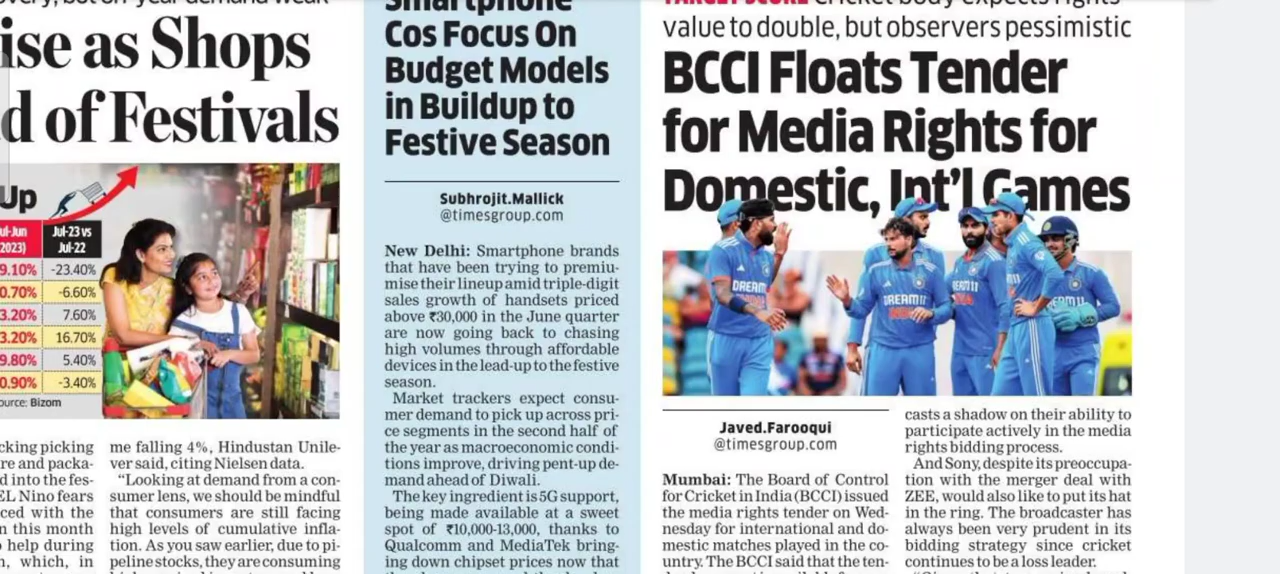 ise as Shops
d of Festivals
Up
ul-Jun
2023)
Jul-23 vs
Jul-22
9.10% -23.40%
0.70% -6.60%
3.20% 7.60%
3.20% 16.70%
9.80% 5.40%
0.90% -3.40%
ource: Bizom
cking picking
re and packa-
d into the fes-
EL Nino fears
ced with the
n this month
help during
n, which, in
me falling 4%, Hindustan Unile-
ver said, citing Nielsen data.
“Looking at demand from a con-
sumer lens, we should be mindful
that consumers are still facing
high levels of cumulative infla-
tion. As you saw earlier, due to pi-
peline stocks, they are consuming
Smartphone
Cos Focus On
Budget Models
in Buildup to
Festive Season
Subhrojit.Mallick
@timesgroup.com
New Delhi: Smartphone brands
that have been trying to premiu-
mise their lineup amid triple-digit
sales growth of handsets priced
above ₹30,000 in the June quarter
are now going back to chasing
high volumes through affordable
devices in the lead-up to the festive
season.
Market trackers expect consu-
mer demand to pick up across pri-
ce segments in the second half of
the year as macroeconomic condi-
tions improve, driving pent-up de-
mand ahead of Diwali.
The key ingredient is 5G support,
being made available at a sweet
spot of ₹10,000-13,000, thanks to
Qualcomm and MediaTek bring-
ing down chipset prices now that
TARGET SCORE Cricket body expects rights
value to double, but observers pessimistic
BCCI Floats Tender
for Media Rights for
Domestic, Int’l Games
DREAM11
INDIA
DREAM11
DREAM11
Javed.Farooqui
@timesgroup.com
Mumbai: The Board of Control
for Cricket in India (BCCI) issued
the media rights tender on Wed-
nesday for international and do-
mestic matches played in the co-
untry. The BCCI said that the ten-
casts a shadow on their ability to
participate actively in the media
rights bidding process.
And Sony, despite its preoccupa-
tion with the merger deal with
ZEE, would also like to put its hat
in the ring. The broadcaster has
always been very prudent in its
bidding strategy since cricket
continues to be a loss leader.